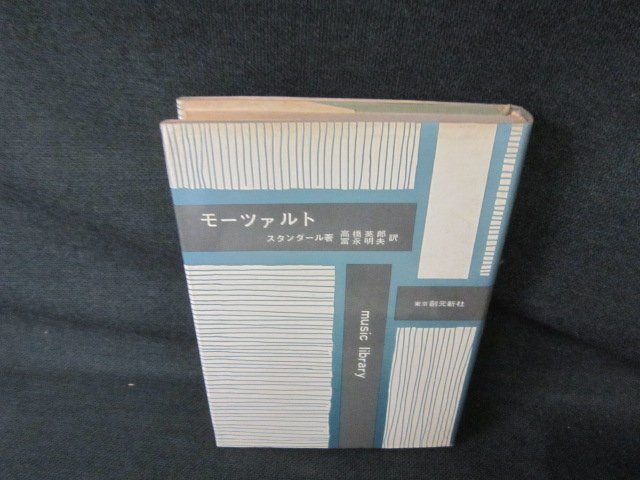 モーツァルト
スタンダール著 高橋英郎 冨永明夫 訳
東京創元新社
music library